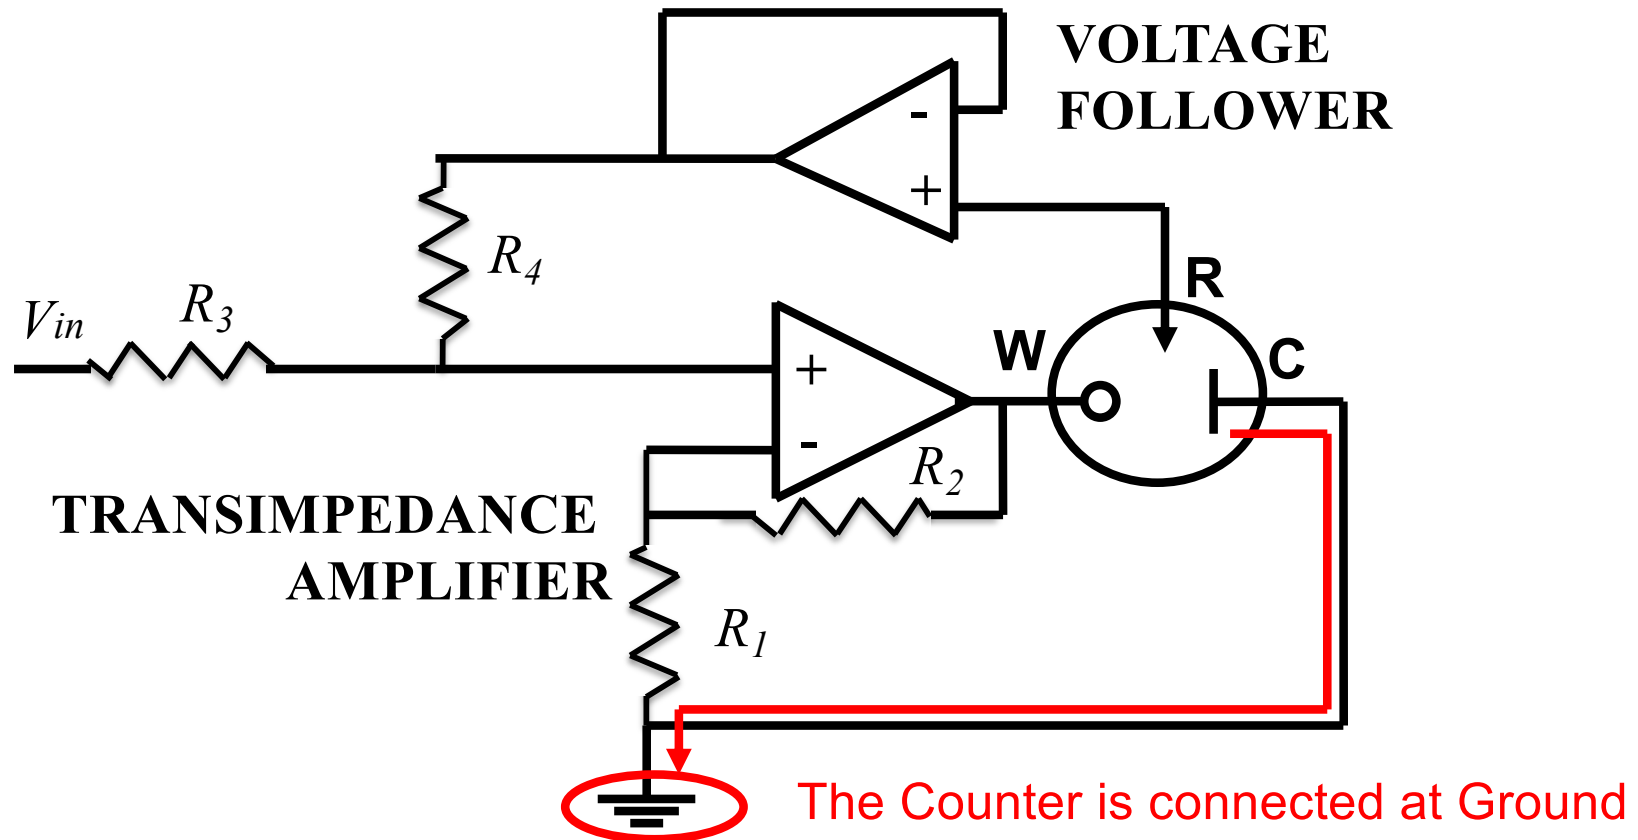 VOLTAGE
FOLLOWER
-
+
R4
R
Vin
R3
W
C
+
-
R2
TRANSIMPEDANCE
AMPLIFIER
R1
The Counter is connected at Ground